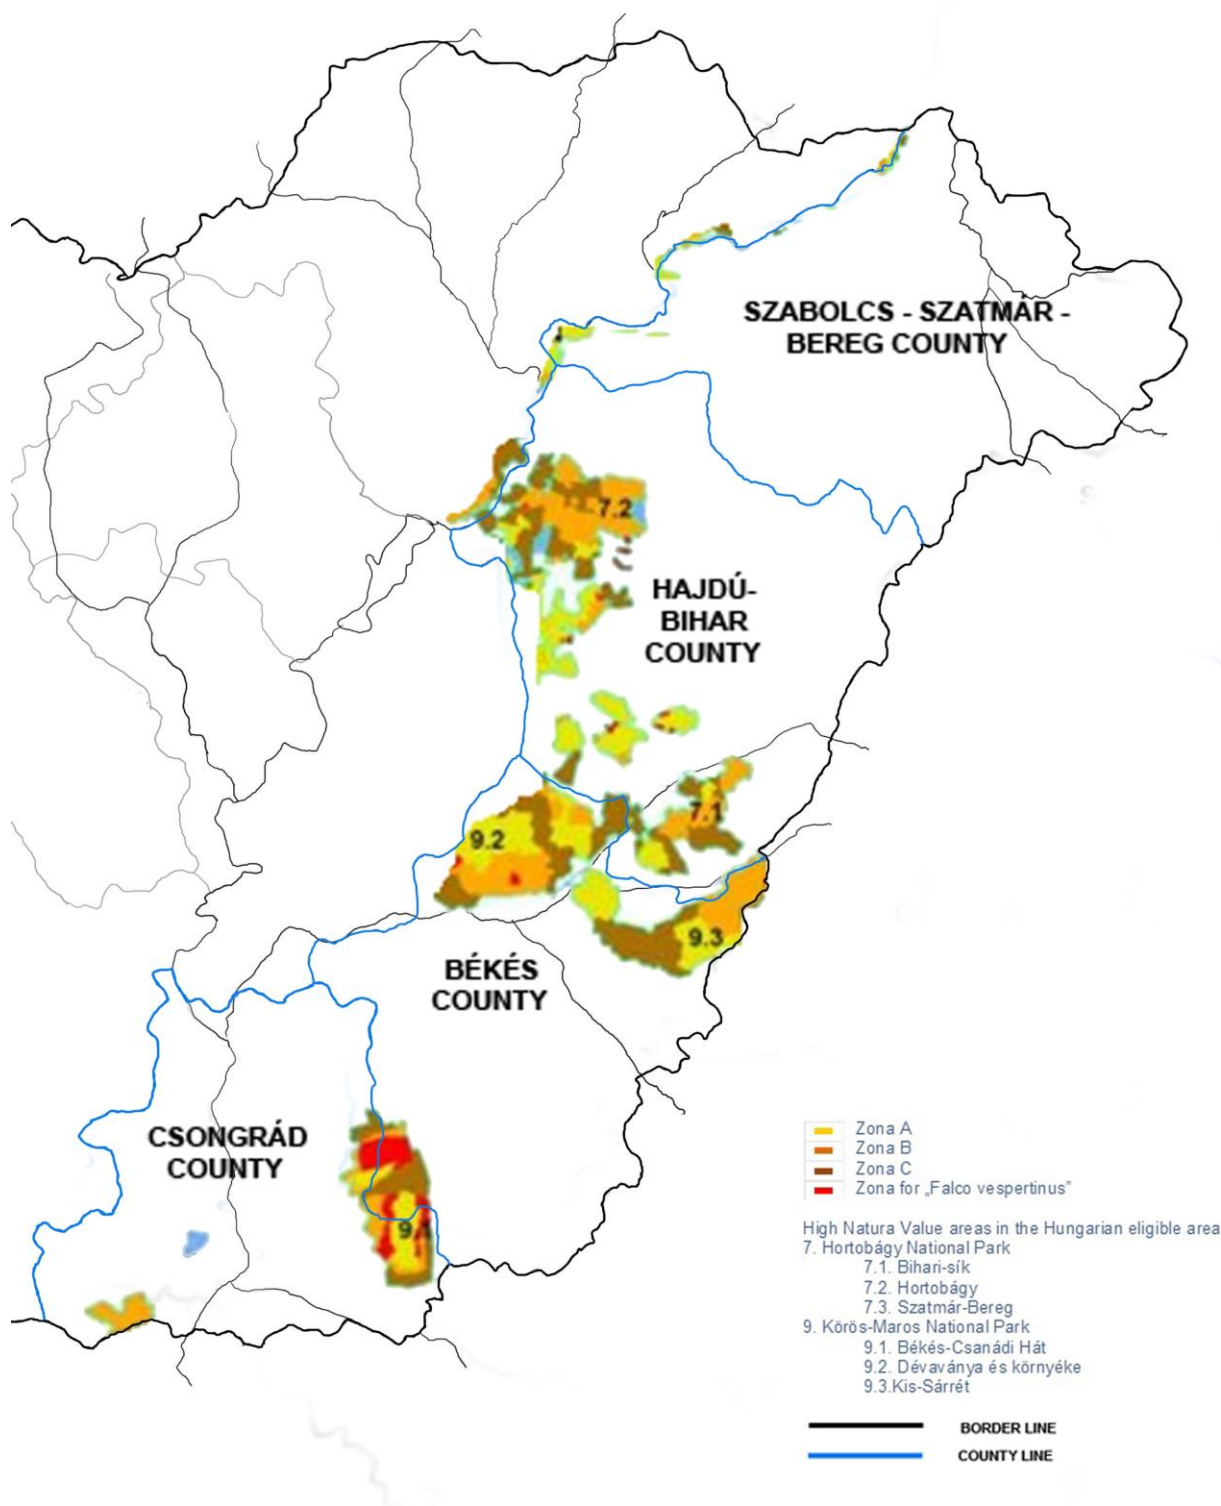 SZABOLCS - SZATMÁR -
BEREG COUNTY
7.2
HAJDÚ-
BIHAR
COUNTY
7.1
9.2
9.3
BÉKÉS
COUNTY
CSONGRÁD
COUNTY
9.1
Zona A
Zona B
Zona C
Zona for „Falco vespertinus”
High Natura Value areas in the Hungarian eligible area
7. Hortobágy National Park
7.1. Bihari-sík
7.2. Hortobágy
7.3. Szatmár-Bereg
9. Körös-Maros National Park
9.1. Békés-Csanádi Hát
9.2. Dévaványa és környéke
9.3.Kis-Sárrét
BORDER LINE
COUNTY LINE